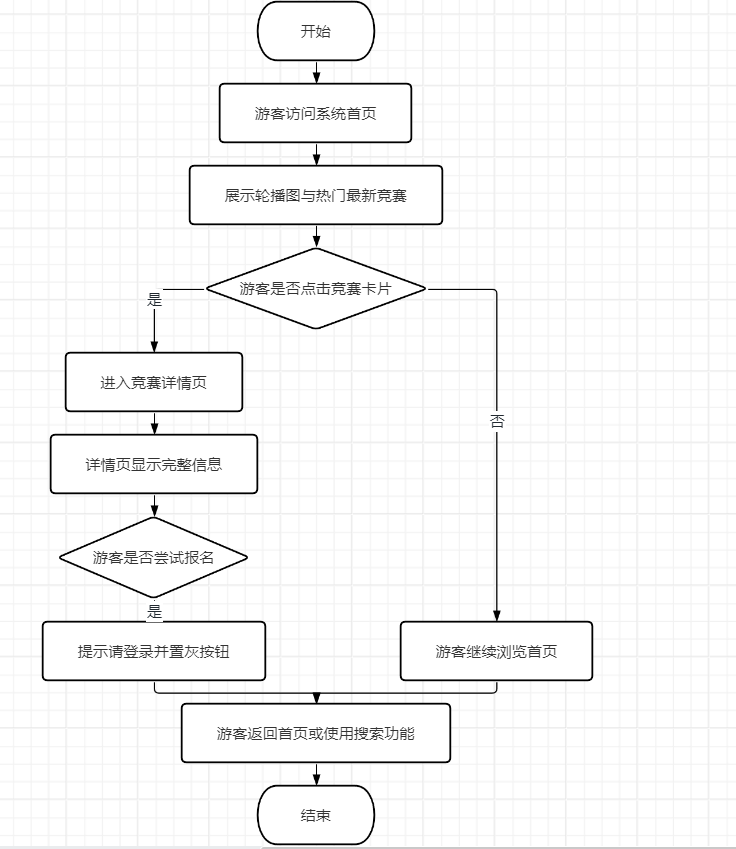 开始
游客访问系统首页
展示轮播图与热门最新竞赛
游客是否点击竞赛卡片
是
进入竞赛详情页
否
详情页显示完整信息
游客是否尝试报名
是
提示请登录并置灰按钮
游客继续浏览首页
游客返回首页或使用搜索功能
结束